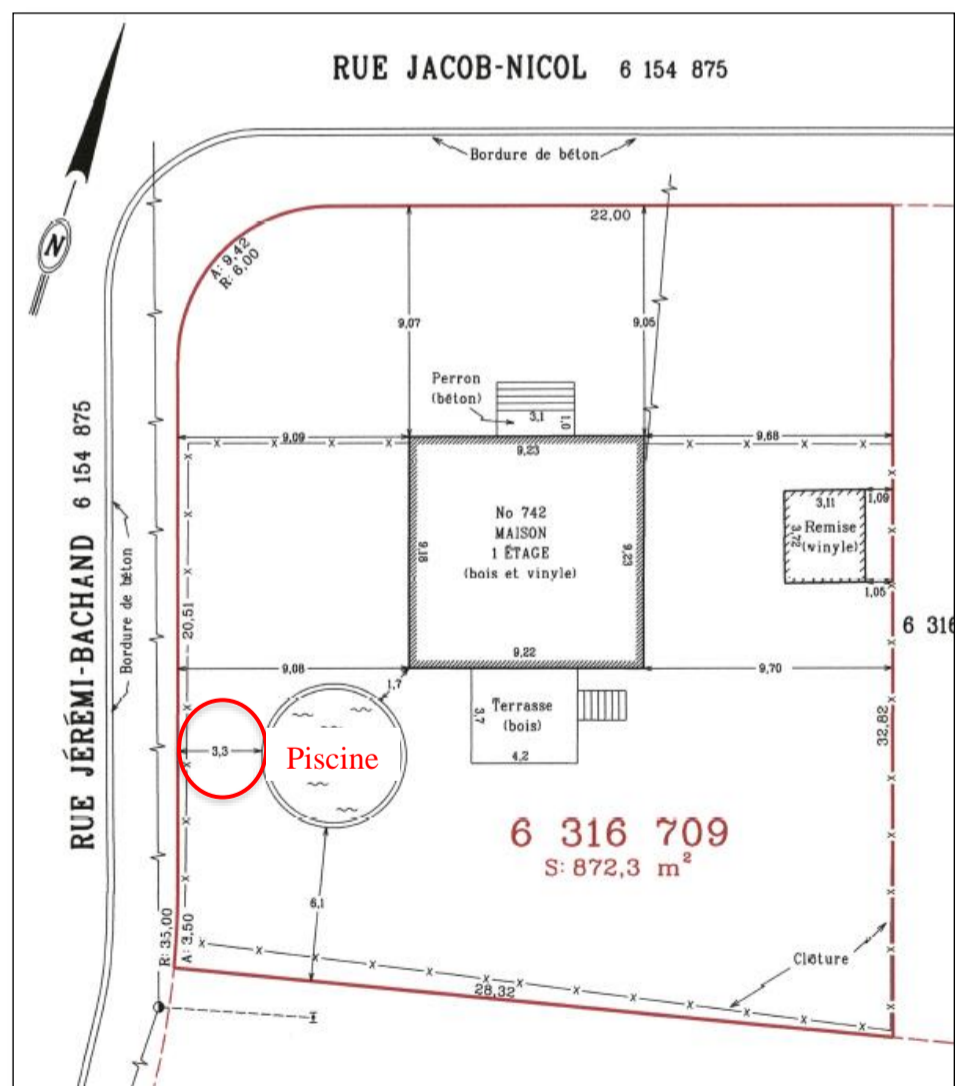 RUE JACOB-NICOL 6 154 875
Bordure de béton
22,00
N
A: 9,42
R: 6,00
9,07
9,05
Perron
(béton)
3,1
1,0
9,09
9,23
9,68
RUE JÉRÉMI-BACHAND 6 154 875
Bordure de béton
20,51
No 742
MAISON
1 ÉTAGE
(bois et vinyle)
9,18
9,23
3,11
1,09
3,72
Remise
(vinyle)
1,05
6 316
9,08
9,22
9,70
1,7
Terrasse
(bois)
3,7
4,2
32,82
3,3
Piscine
6 316 709
S: 872,3 m²
6,1
R: 35,00
A: 3,50
Clôture
28,32